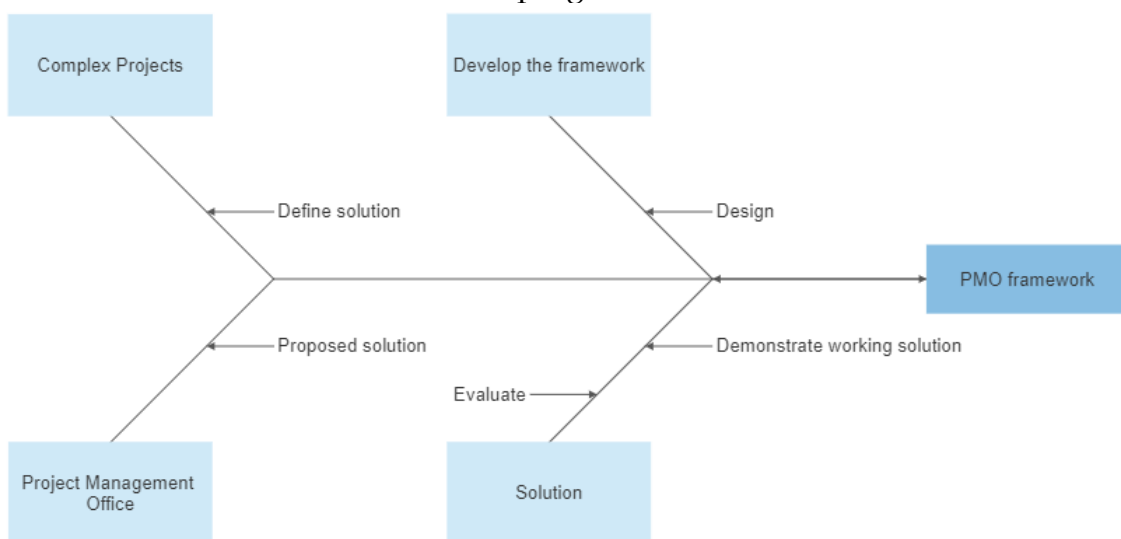 Complex Projects
Develop the framework
Define solution
Design
PMO framework
Proposed solution
Demonstrate working solution
Evaluate
Project Management
Office
Solution